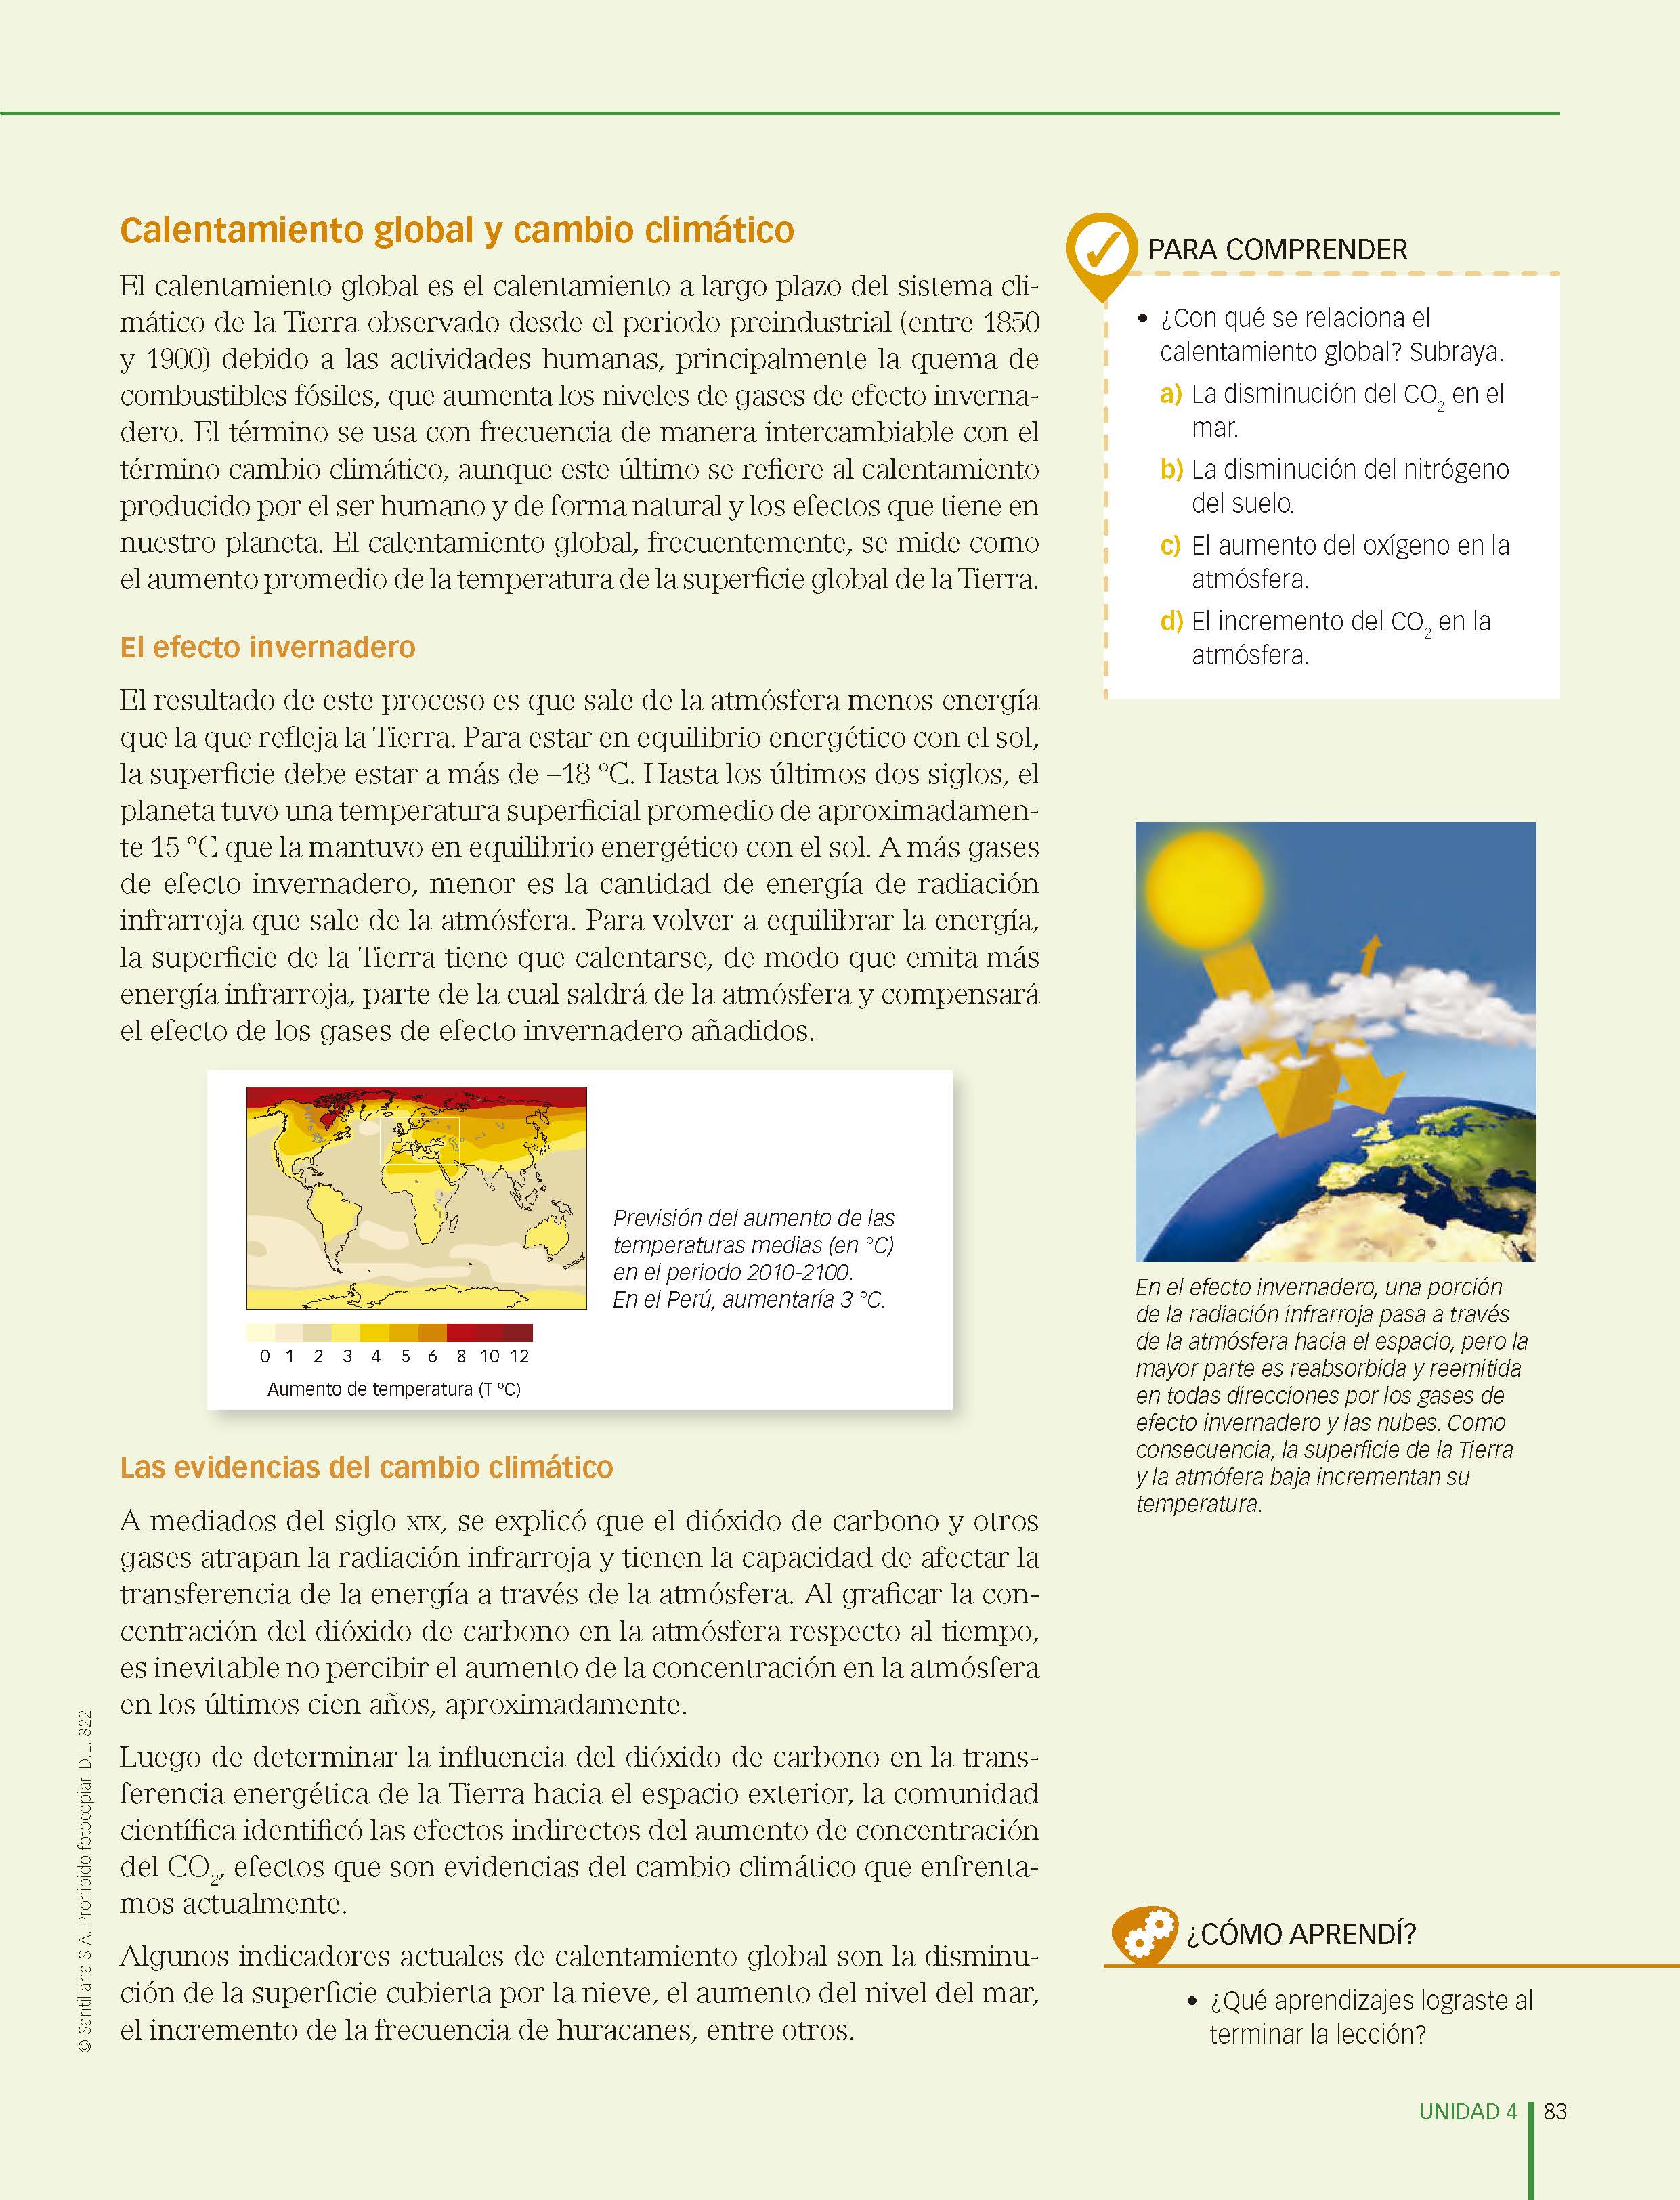 Calentamiento global y cambio climático
El calentamiento global es el calentamiento a largo plazo del sistema cli-
mático de la Tierra observado desde el periodo preindustrial (entre 1850
y 1900) debido a las actividades humanas, principalmente la quema de
combustibles fósiles, que aumenta los niveles de gases de efecto inverna-
dero. El término se usa con frecuencia de manera intercambiable con el
término cambio climático, aunque este último se refiere al calentamiento
producido por el ser humano y de forma natural y los efectos que tiene en
nuestro planeta. El calentamiento global, frecuentemente, se mide como
el aumento promedio de la temperatura de la superficie global de la Tierra.
El efecto invernadero
El resultado de este proceso es que sale de la atmósfera menos energía
que la que refleja la Tierra. Para estar en equilibrio energético con el sol,
la superficie debe estar a más de –18 °C. Hasta los últimos dos siglos, el
planeta tuvo una temperatura superficial promedio de aproximadamen-
te 15 °C que la mantuvo en equilibrio energético con el sol. A más gases
de efecto invernadero, menor es la cantidad de energía de radiación
infrarroja que sale de la atmósfera. Para volver a equilibrar la energía,
la superficie de la Tierra tiene que calentarse, de modo que emita más
energía infrarroja, parte de la cual saldrá de la atmósfera y compensará
el efecto de los gases de efecto invernadero añadidos.
Previsión del aumento de las
temperaturas medias (en °C)
en el periodo 2010-2100.
En el Perú, aumentaría 3 °C.
0 1 2 3 4 5 6 8 10 12
Aumento de temperatura (T °C)
Las evidencias del cambio climático
A mediados del siglo XIX, se explicó que el dióxido de carbono y otros
gases atrapan la radiación infrarroja y tienen la capacidad de afectar la
transferencia de la energía a través de la atmósfera. Al graficar la con-
centración del dióxido de carbono en la atmósfera respecto al tiempo,
es inevitable no percibir el aumento de la concentración en la atmósfera
en los últimos cien años, aproximadamente.
Luego de determinar la influencia del dióxido de carbono en la trans-
ferencia energética de la Tierra hacia el espacio exterior, la comunidad
científica identificó las efectos indirectos del aumento de concentración
del CO₂, efectos que son evidencias del cambio climático que enfrenta-
mos actualmente.
Algunos indicadores actuales de calentamiento global son la disminu-
ción de la superficie cubierta por la nieve, el aumento del nivel del mar,
el incremento de la frecuencia de huracanes, entre otros.
PARA COMPRENDER
• ¿Con qué se relaciona el
calentamiento global? Subraya.
a) La disminución del CO₂ en el
mar.
b) La disminución del nitrógeno
del suelo.
c) El aumento del oxígeno en la
atmósfera.
d) El incremento del CO₂ en la
atmósfera.
En el efecto invernadero, una porción
de la radiación infrarroja pasa a través
de la atmósfera hacia el espacio, pero la
mayor parte es reabsorbida y reemitida
en todas direcciones por los gases de
efecto invernadero y las nubes. Como
consecuencia, la superficie de la Tierra
y la atmófera baja incrementan su
temperatura.
¿CÓMO APRENDÍ?
• ¿Qué aprendizajes lograste al
terminar la lección?
© Santillana S.A. Prohibido fotocopiar. D.L. 822
UNIDAD 4 83